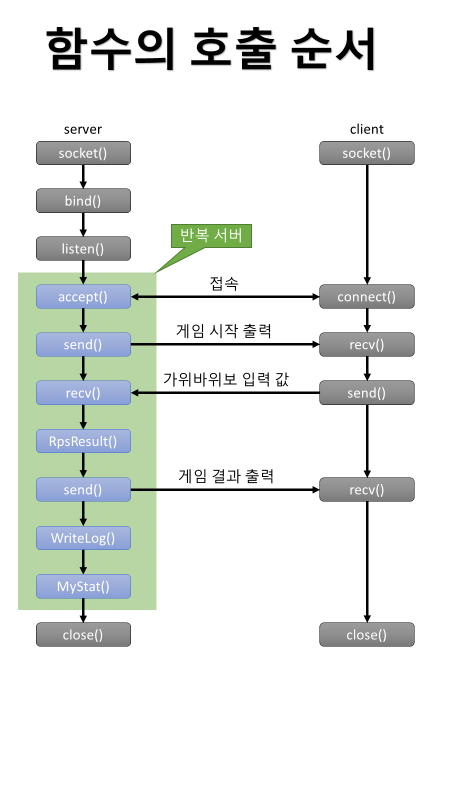 함수의 호출 순서
server
client
socket()
socket()
bind()
listen()
반복 서버
accept()
접속
connect()
send()
게임 시작 출력
recv()
recv()
가위바위보 입력 값
send()
RpsResult()
send()
게임 결과 출력
recv()
WriteLog()
MyStat()
close()
close()